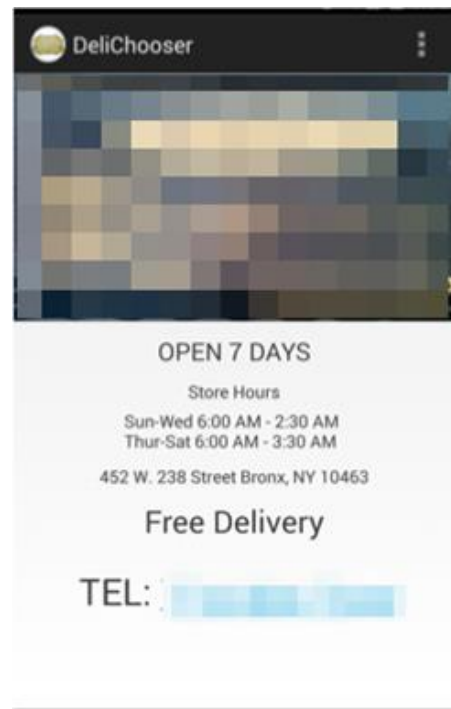 DeliChooser
OPEN 7 DAYS
Store Hours
Sun-Wed 6:00 AM - 2:30 AM
Thur-Sat 6:00 AM - 3:30 AM
452 W. 238 Street Bronx, NY 10463
Free Delivery
TEL: